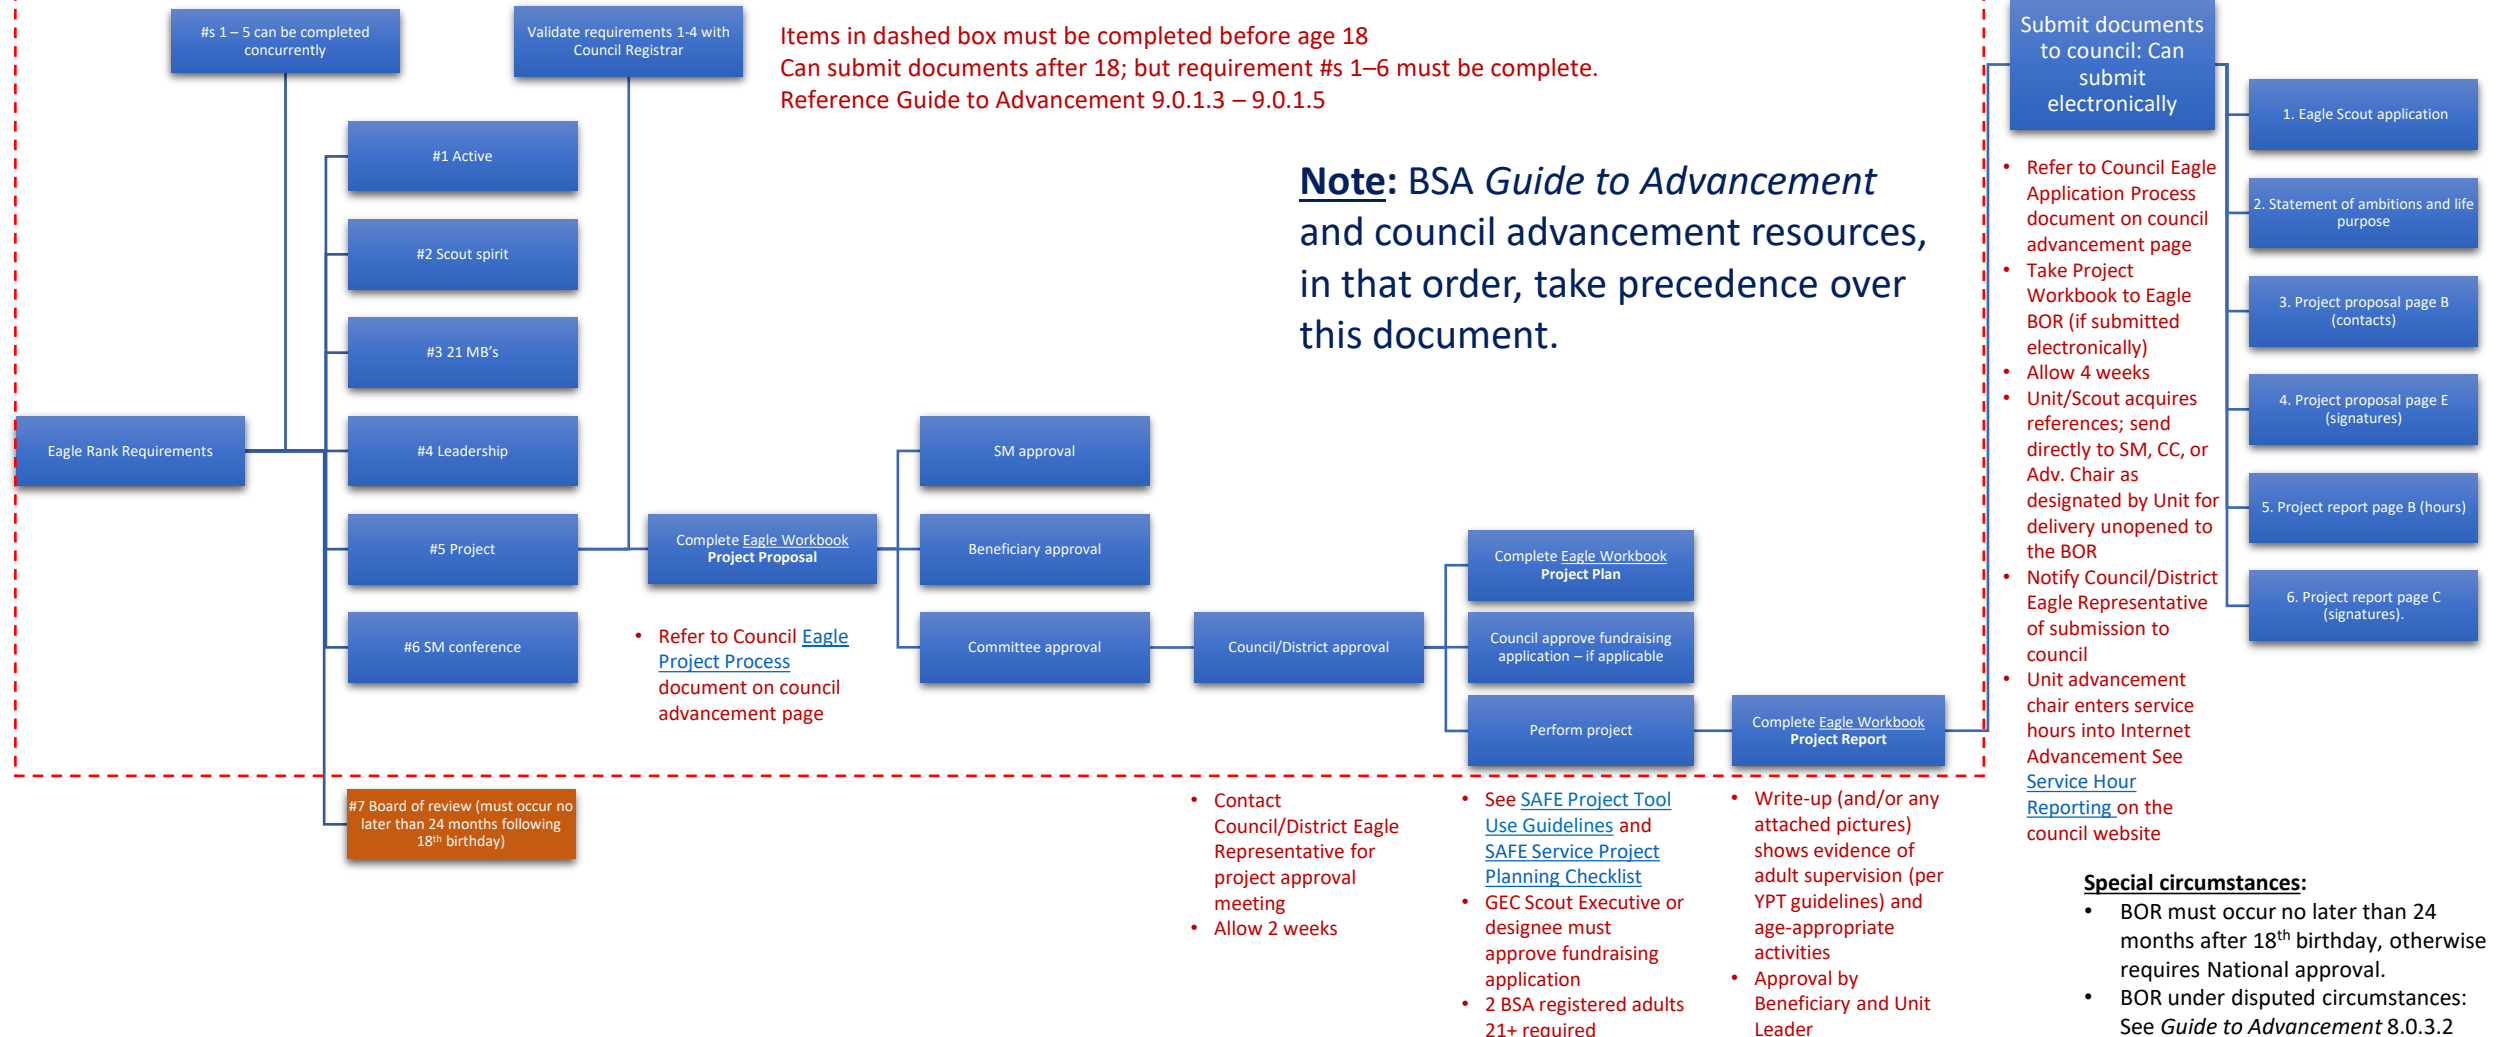 #s 1 – 5 can be completed
concurrently
Validate requirements 1-4 with
Council Registrar
Items in dashed box must be completed before age 18
Can submit documents after 18; but requirement #s 1–6 must be complete.
Reference Guide to Advancement 9.0.1.3 – 9.0.1.5
Note: BSA Guide to Advancement
and council advancement resources,
in that order, take precedence over
this document.
Eagle Rank Requirements
#1 Active
#2 Scout spirit
#3 21 MB's
#4 Leadership
#5 Project
#6 SM conference
#7 Board of review (must occur no
later than 24 months following
18th birthday)
Complete Eagle Workbook
Project Proposal
• Refer to Council Eagle
Project Process
document on council
advancement page
SM approval
Beneficiary approval
Committee approval
Council/District approval
• Contact
Council/District Eagle
Representative for
project approval
meeting
• Allow 2 weeks
Complete Eagle Workbook
Project Plan
Council approve fundraising
application – if applicable
Perform project
• See SAFE Project Tool
Use Guidelines and
SAFE Service Project
Planning Checklist
• GEC Scout Executive or
designee must
approve fundraising
application
• 2 BSA registered adults
21+ required
Complete Eagle Workbook
Project Report
• Write-up (and/or any
attached pictures)
shows evidence of
adult supervision (per
YPT guidelines) and
age-appropriate
activities
• Approval by
Beneficiary and Unit
Leader
Submit documents
to council: Can
submit
electronically
• Refer to Council Eagle
Application Process
document on council
advancement page
• Take Project
Workbook to Eagle
BOR (if submitted
electronically)
• Allow 4 weeks
• Unit/Scout acquires
references; send
directly to SM, CC, or
Adv. Chair as
designated by Unit for
delivery unopened to
the BOR
• Notify Council/District
Eagle Representative
of submission to
council
• Unit advancement
chair enters service
hours into Internet
Advancement See
Service Hour
Reporting on the
council website
1. Eagle Scout application
2. Statement of ambitions and life
purpose
3. Project proposal page B
(contacts)
4. Project proposal page E
(signatures)
5. Project report page B (hours)
6. Project report page C
(signatures).
Special circumstances:
• BOR must occur no later than 24
months after 18th birthday, otherwise
requires National approval.
• BOR under disputed circumstances:
See Guide to Advancement 8.0.3.2